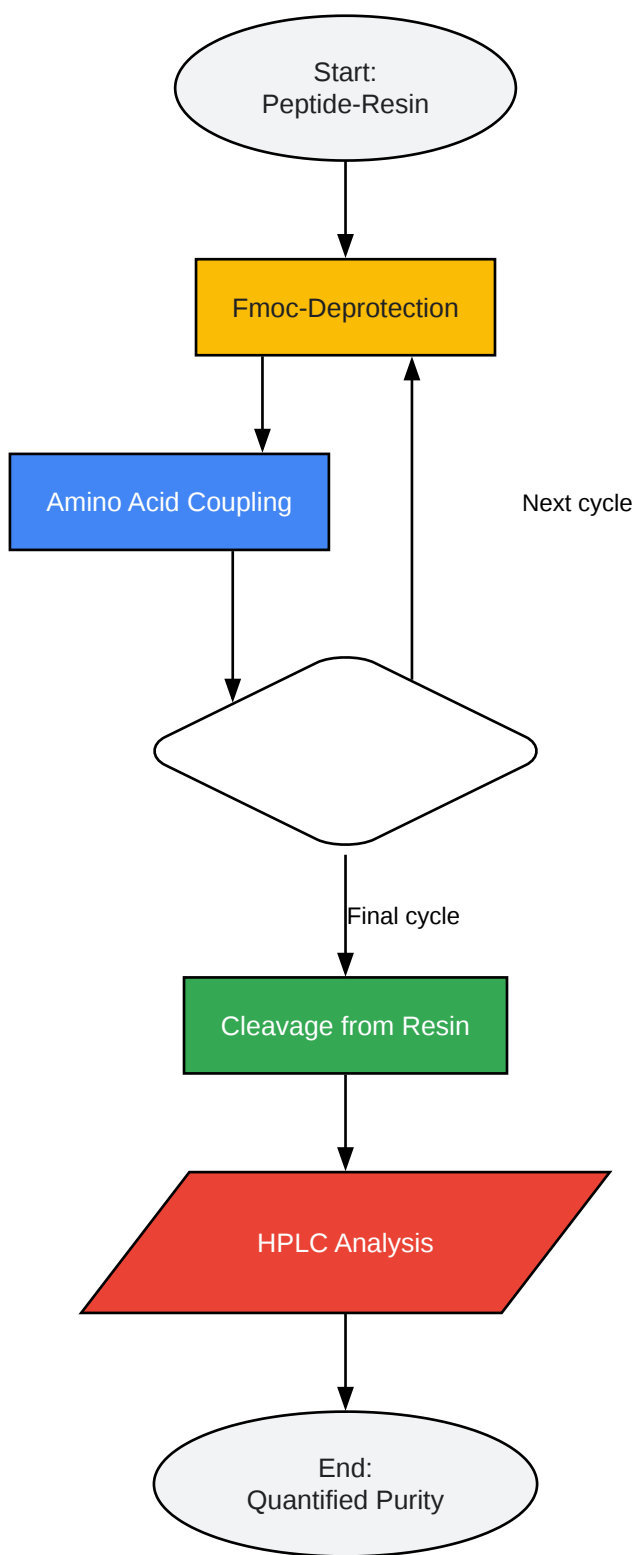 Start:
Peptide-Resin
Fmoc-Deprotection
Amino Acid Coupling
Next cycle
Final cycle
Cleavage from Resin
HPLC Analysis
End:
Quantified Purity